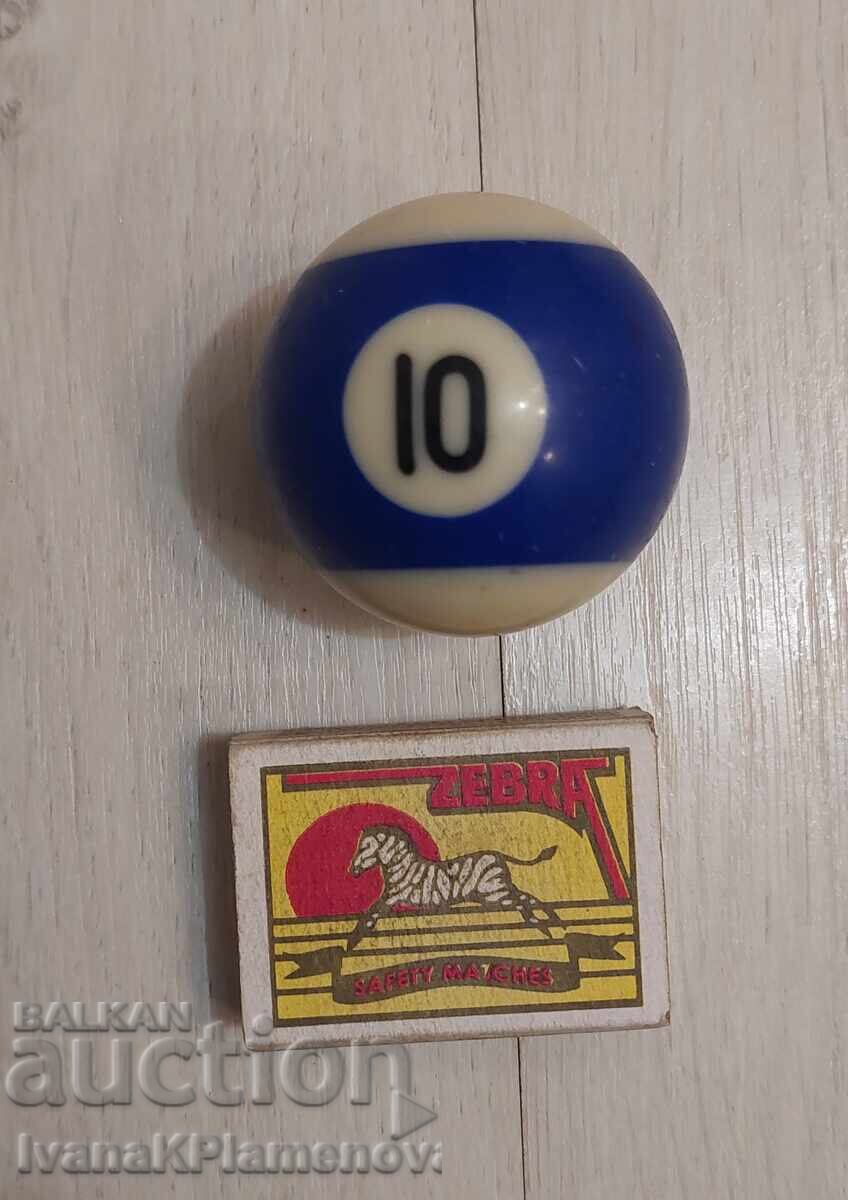 10
ZEBRA
SAFETY MATCHES
BALKAN
auction
IvanaKPlamenova